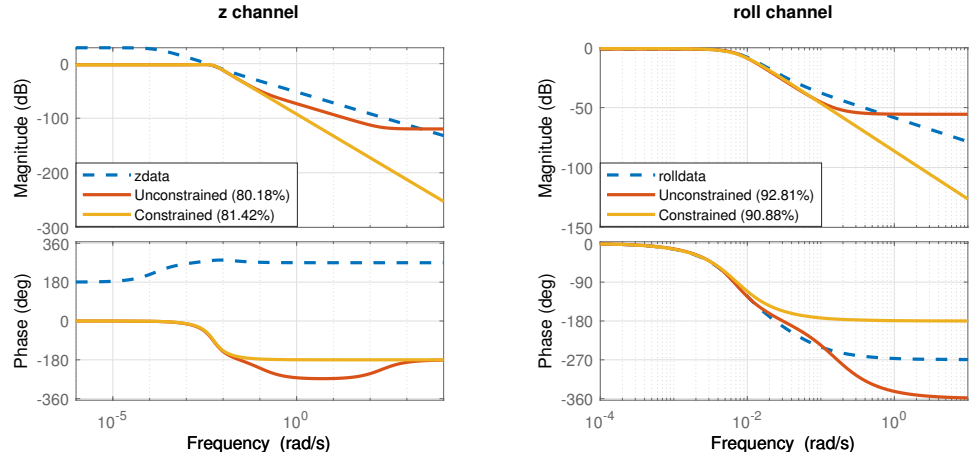 z channel
Magnitude (dB)
0
-100
-200
-300
zdata
Unconstrained (80.18%)
Constrained (81.42%)
Phase (deg)
360
180
0
-180
-360
10^-5
10^0
Frequency (rad/s)
roll channel
Magnitude (dB)
0
-50
-100
-150
rolldata
Unconstrained (92.81%)
Constrained (90.88%)
Phase (deg)
0
-90
-180
-270
-360
10^-4
10^-2
10^0
Frequency (rad/s)